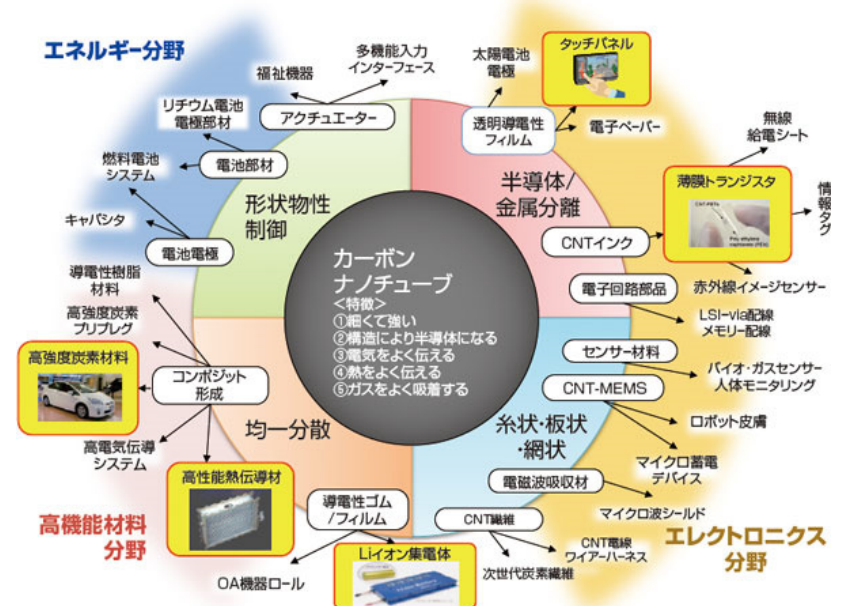 エネルギー分野
多機能入力
インターフェース
福祉機器
アクチュエーター
リチウム電池
電極部材
電池部材
燃料電池
システム
キャパシタ
電池電極
形状物性
制御
太陽電池
電極
タッチパネル
透明導電性
フィルム
電子ペーパー
半導体/
金属分離
無線
給電シート
薄膜トランジスタ
CNT-FETs
Poly ethylene
naphthalate (PEN)
情報タグ
CNTインク
赤外線イメージセンサー
電子回路部品
LSI-via配線
メモリー配線
カーボン
ナノチューブ
<特徴>
①細くて強い
②構造により半導体になる
③電気をよく伝える
④熱をよく伝える
⑤ガスをよく吸着する
センサー材料
バイオ・ガスセンサー
人体モニタリング
CNT-MEMS
ロボット皮膚
マイクロ蓄電
デバイス
糸状・板状
・網状
電磁波吸収材
マイクロ波シールド
CNT繊維
CNT電線
ワイアーハーネス
次世代炭素繊維
エレクトロニクス
分野
導電性樹脂
材料
高強度炭素
プリプレグ
高強度炭素材料
コンポジット
形成
高電気伝導
システム
均一分散
高性能熱伝導材
高機能材料
分野
導電性ゴム
/フィルム
OA機器ロール
Liイオン集電体